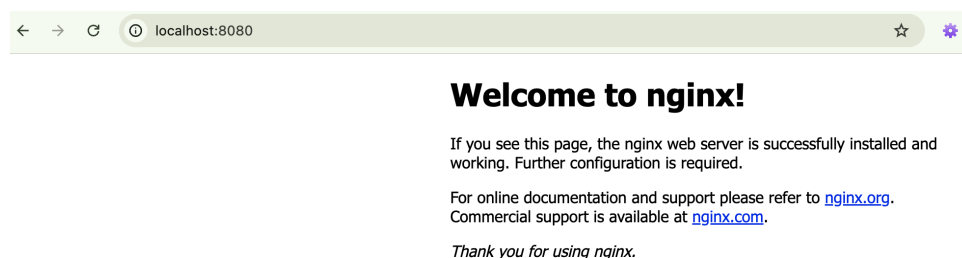 localhost:8080
Welcome to nginx!
If you see this page, the nginx web server is successfully installed and
working. Further configuration is required.
For online documentation and support please refer to nginx.org.
Commercial support is available at nginx.com.
Thank you for using nginx.